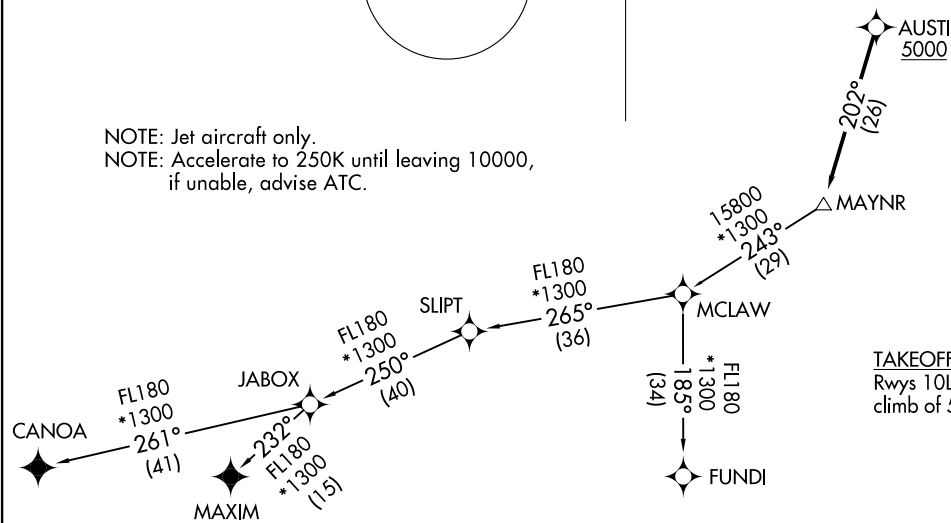 AUSTI
5000
202°
(26)
NOTE: Jet aircraft only.
NOTE: Accelerate to 250K until leaving 10000,
if unable, advise ATC.
MAYNR
15800
*1300
243°
(29)
FL180
*1300
265°
(36)
MCLAW
SLIPT
FL180
*1300
250°
(40)
FL180
*1300
185°
(34)
TAKEOFF
Rwys 10L
climb of 5
JABOX
FL180
*1300
261°
(41)
CANOA
232°
FL180
*1300
(15)
MAXIM
FUNDI